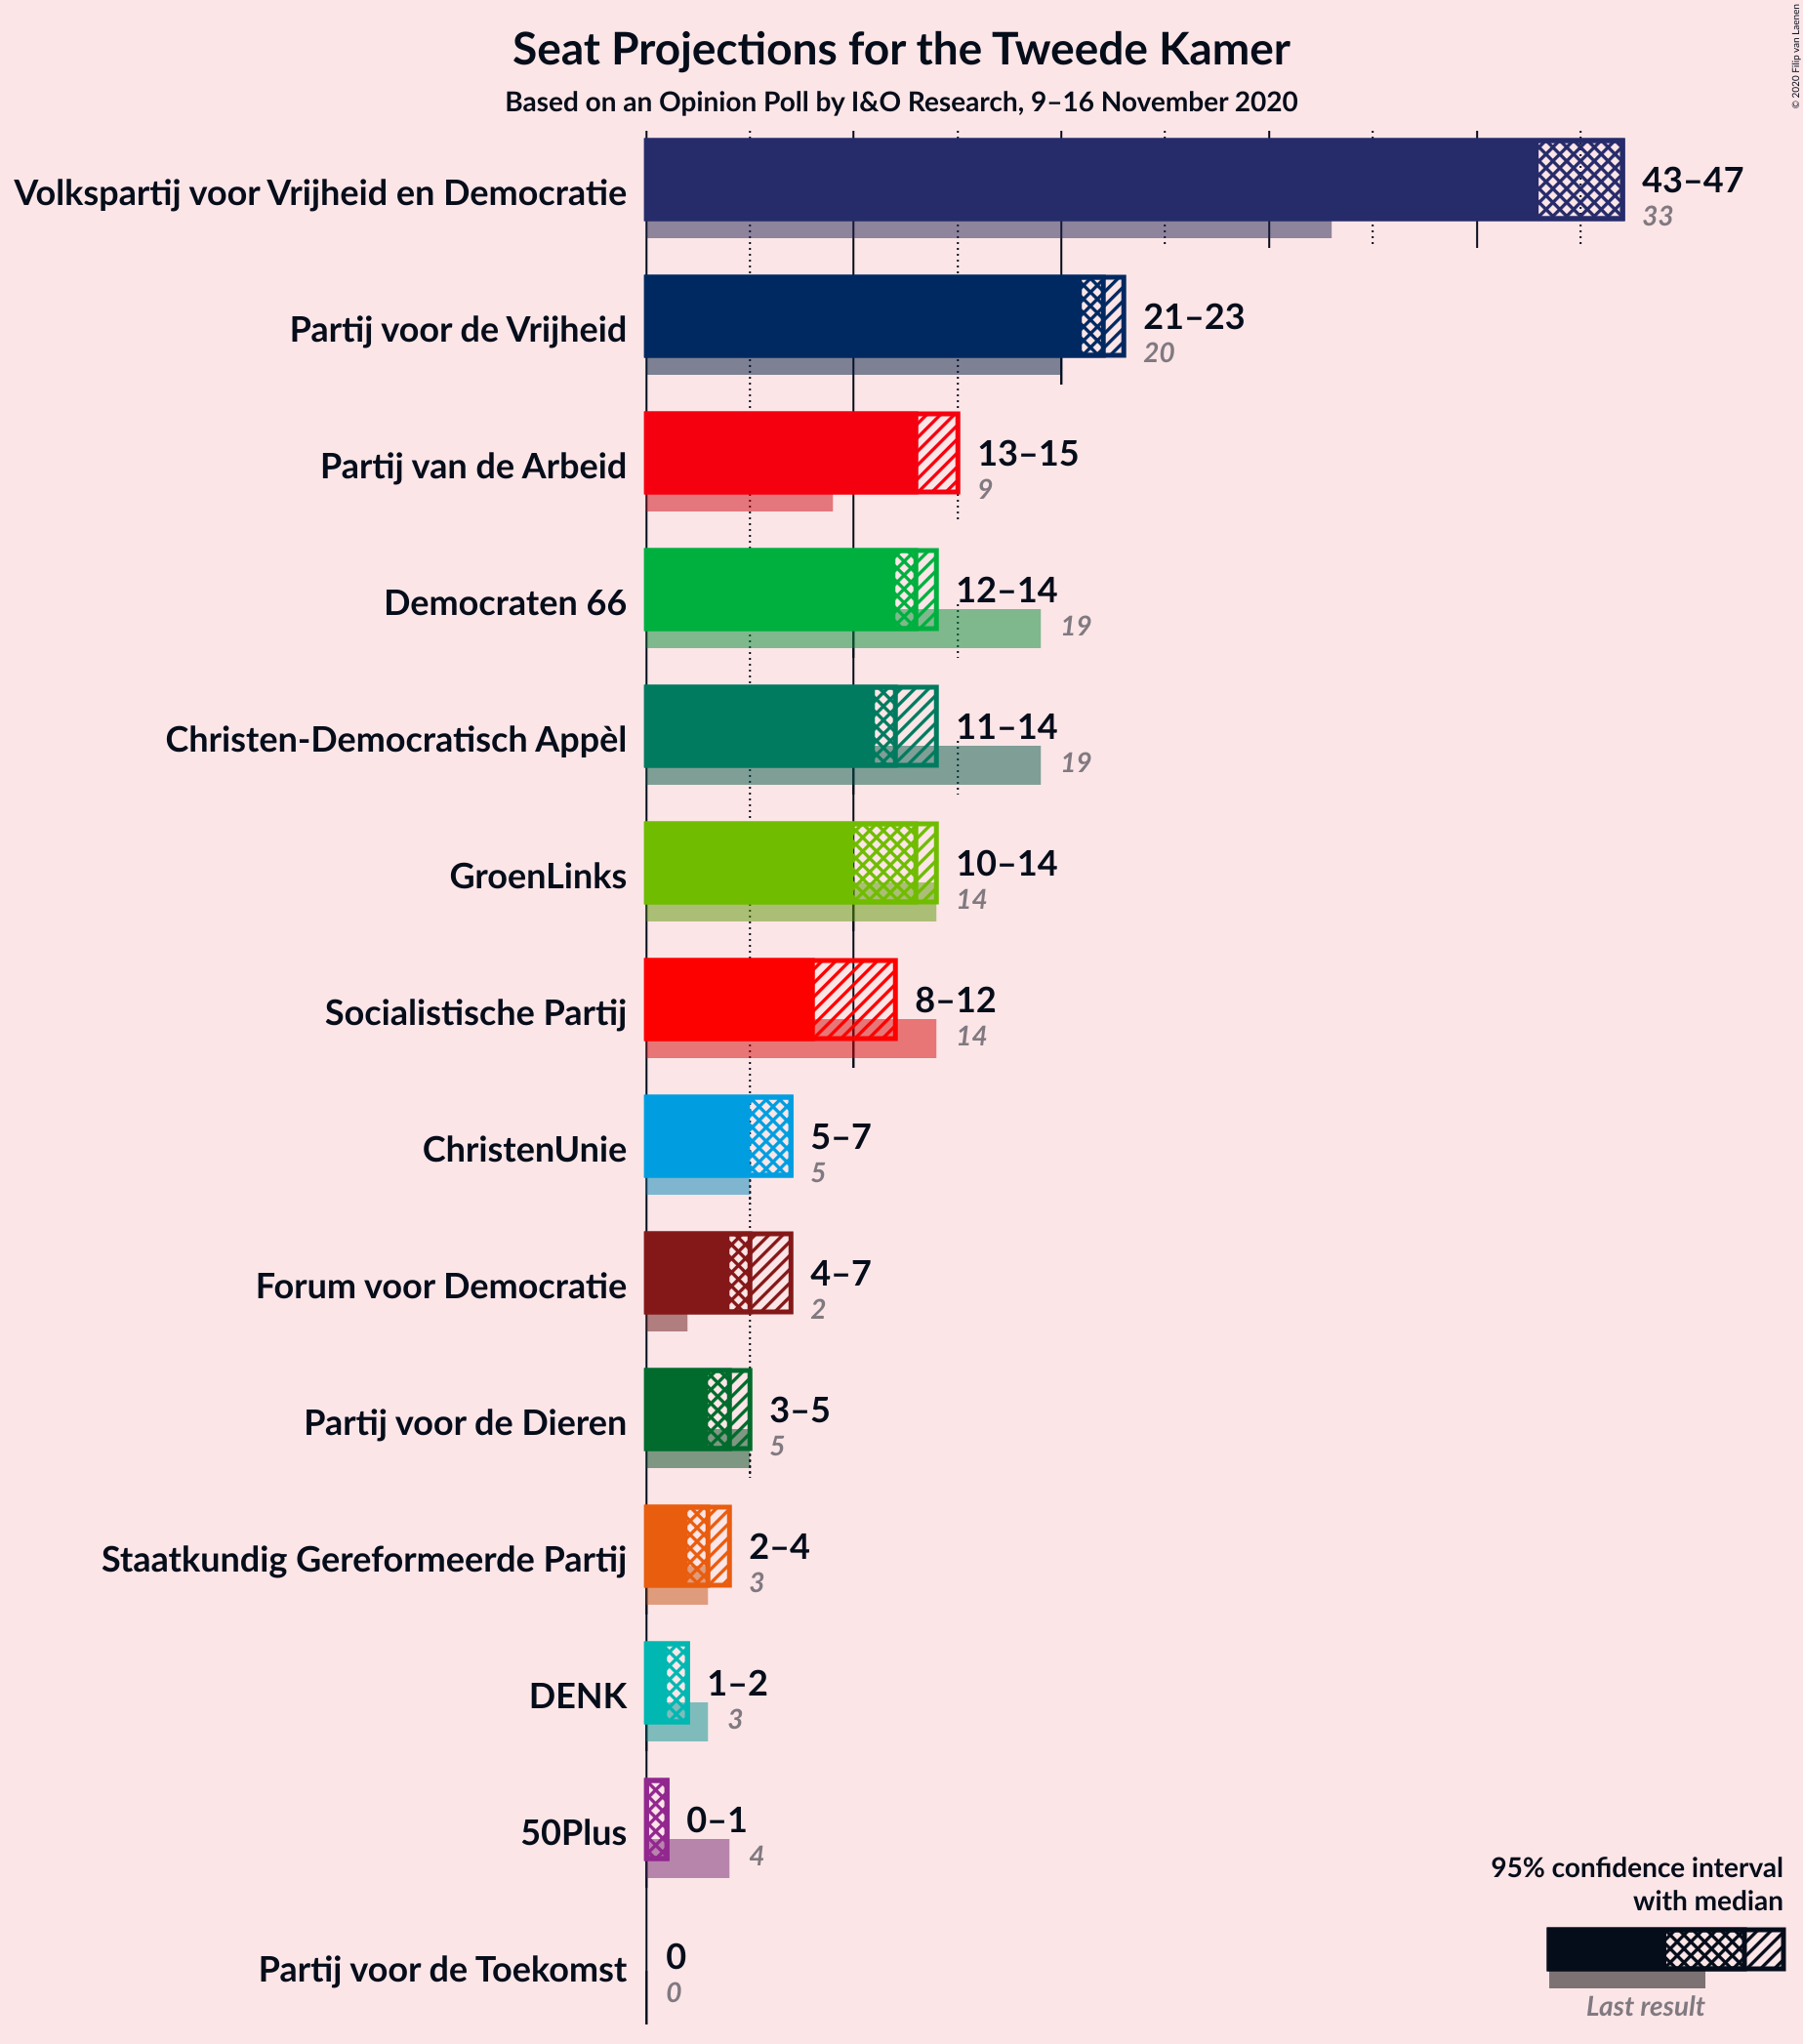 Seat Projections for the Tweede Kamer
Based on an Opinion Poll by I&O Research, 9–16 November 2020
© 2020 Filip van Laenen
Volkspartij voor Vrijheid en Democratie
43–47
33
Partij voor de Vrijheid
21–23
20
Partij van de Arbeid
13–15
9
Democraten 66
12–14
19
Christen-Democratisch Appèl
11–14
19
GroenLinks
10–14
14
Socialistische Partij
8–12
14
ChristenUnie
5–7
5
Forum voor Democratie
4–7
2
Partij voor de Dieren
3–5
5
Staatkundig Gereformeerde Partij
2–4
3
DENK
1–2
3
50Plus
0–1
4
Partij voor de Toekomst
0
0
95% confidence interval
with median
Last result